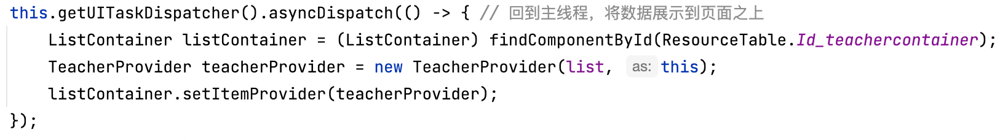 this.getUITaskDispatcher().asyncDispatch(() -> { // 回到主线程，将数据展示到页面之上
ListContainer listContainer = (ListContainer) findComponentById(ResourceTable.Id_teachercontainer);
TeacherProvider teacherProvider = new TeacherProvider(list, as: this);
listContainer.setItemProvider(teacherProvider);
});